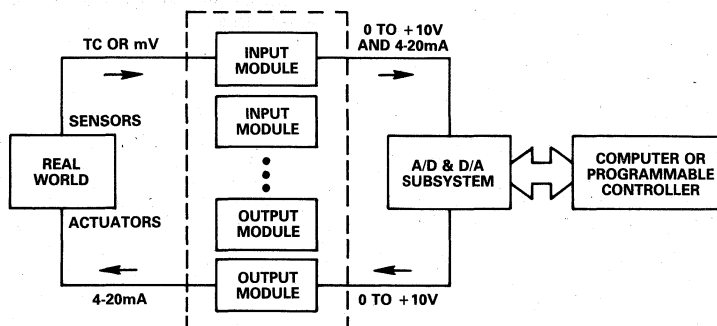 TC OR mV
0 TO +10V
AND 4-20mA
INPUT
MODULE
SENSORS
INPUT
MODULE
REAL
WORLD
A/D & D/A
SUBSYSTEM
COMPUTER OR
PROGRAMMABLE
CONTROLLER
ACTUATORS
OUTPUT
MODULE
OUTPUT
MODULE
4-20mA
0 TO +10V